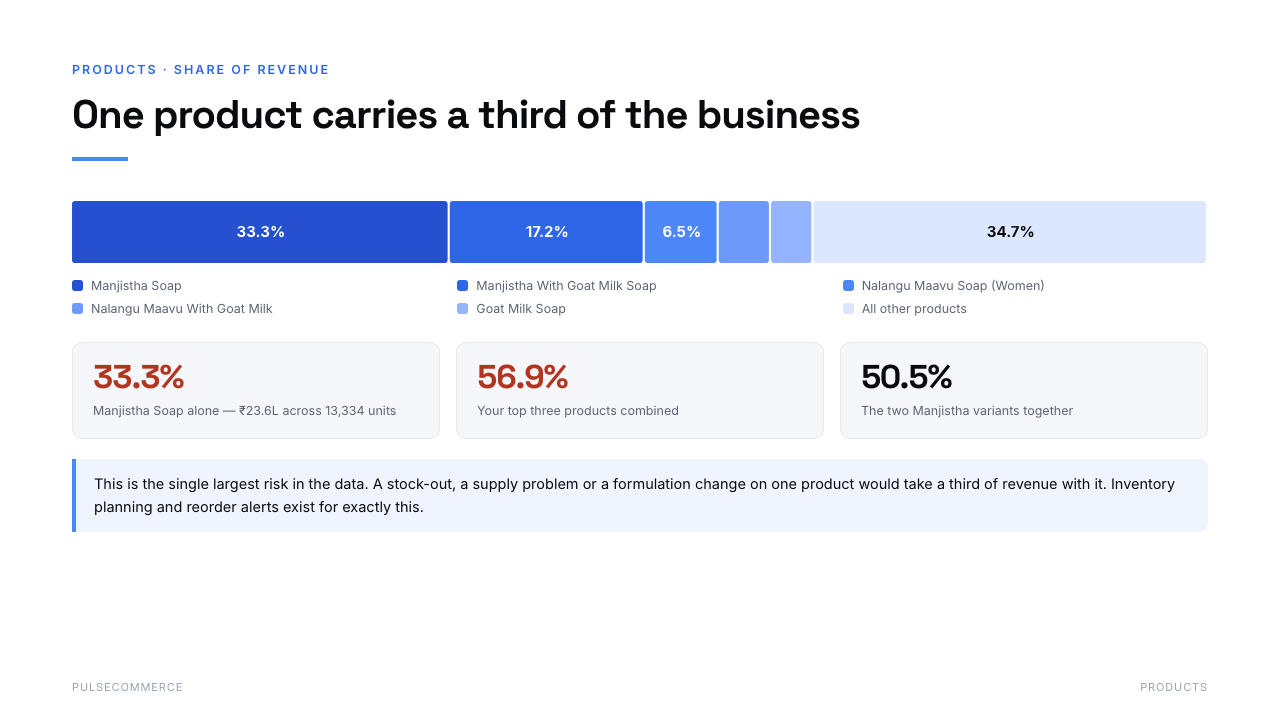 PRODUCTS · SHARE OF REVENUE
One product carries a third of the business
33.3%
17.2%
6.5%
34.7%
Manjistha Soap
Manjistha With Goat Milk Soap
Nalangu Maavu Soap (Women)
Nalangu Maavu With Goat Milk
Goat Milk Soap
All other products
33.3%
Manjistha Soap alone — ₹23.6L across 13,334 units
56.9%
Your top three products combined
50.5%
The two Manjistha variants together
This is the single largest risk in the data. A stock-out, a supply problem or a formulation change on one product would take a third of revenue with it. Inventory
planning and reorder alerts exist for exactly this.
PULSECOMMERCE
PRODUCTS